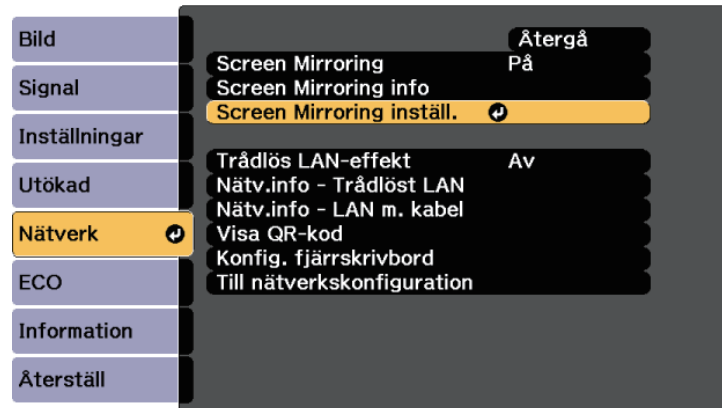 Bild
Signal
Inställningar
Utökad
Nätverk
ECO
Information
Återställ
Återgå
Screen Mirroring På
Screen Mirroring info
Screen Mirroring inställ.
Trådlös LAN-effekt Av
Nätv.info - Trådlöst LAN
Nätv.info - LAN m. kabel
Visa QR-kod
Konfig. fjärrskrivbord
Till nätverkskonfiguration